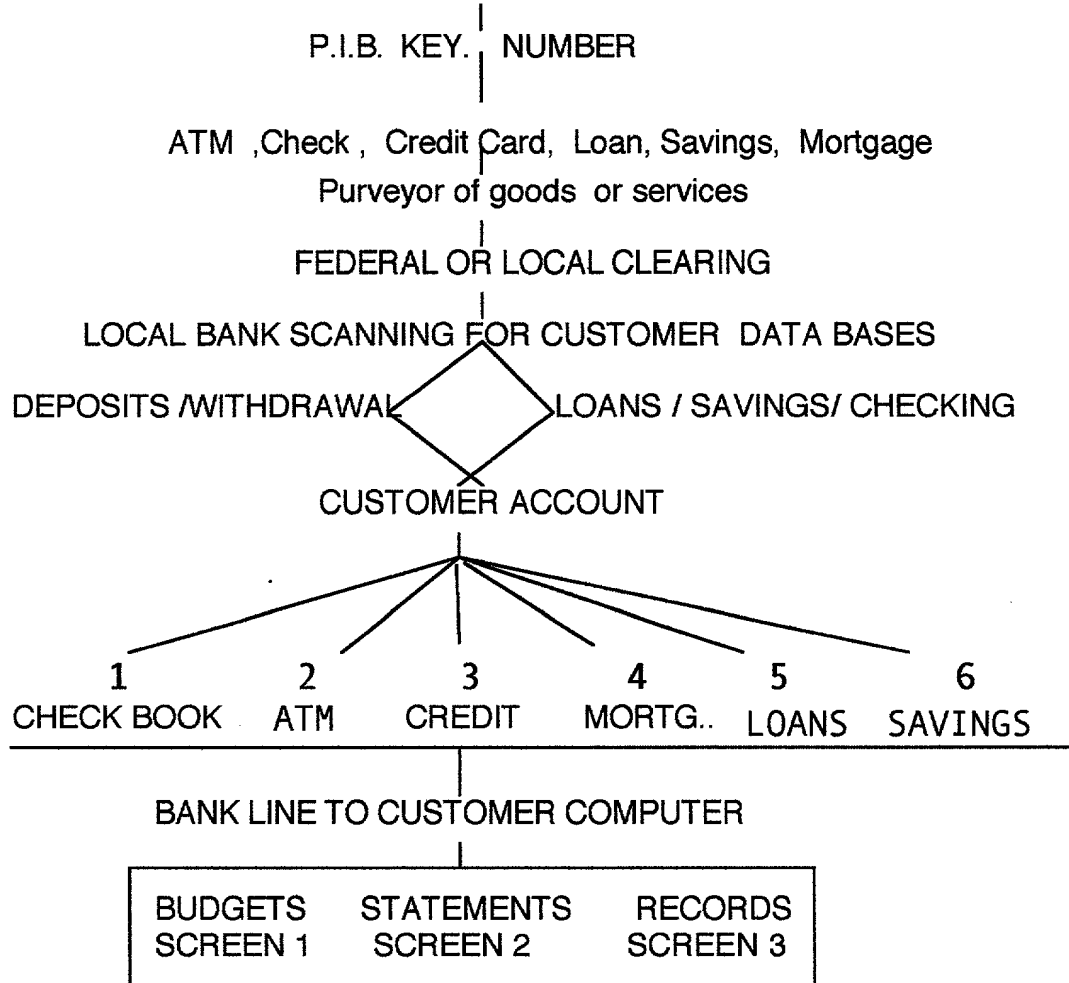 P.I.B. KEY. NUMBER
ATM ,Check , Credit Card, Loan, Savings, Mortgage
Purveyor of goods or services
FEDERAL OR LOCAL CLEARING
LOCAL BANK SCANNING FOR CUSTOMER DATA BASES
DEPOSITS /WITHDRAWAL LOANS / SAVINGS/ CHECKING
CUSTOMER ACCOUNT
1 2 3 4 5 6
CHECK BOOK ATM CREDIT MORTG.. LOANS SAVINGS
BANK LINE TO CUSTOMER COMPUTER
BUDGETS STATEMENTS RECORDS
SCREEN 1 SCREEN 2 SCREEN 3